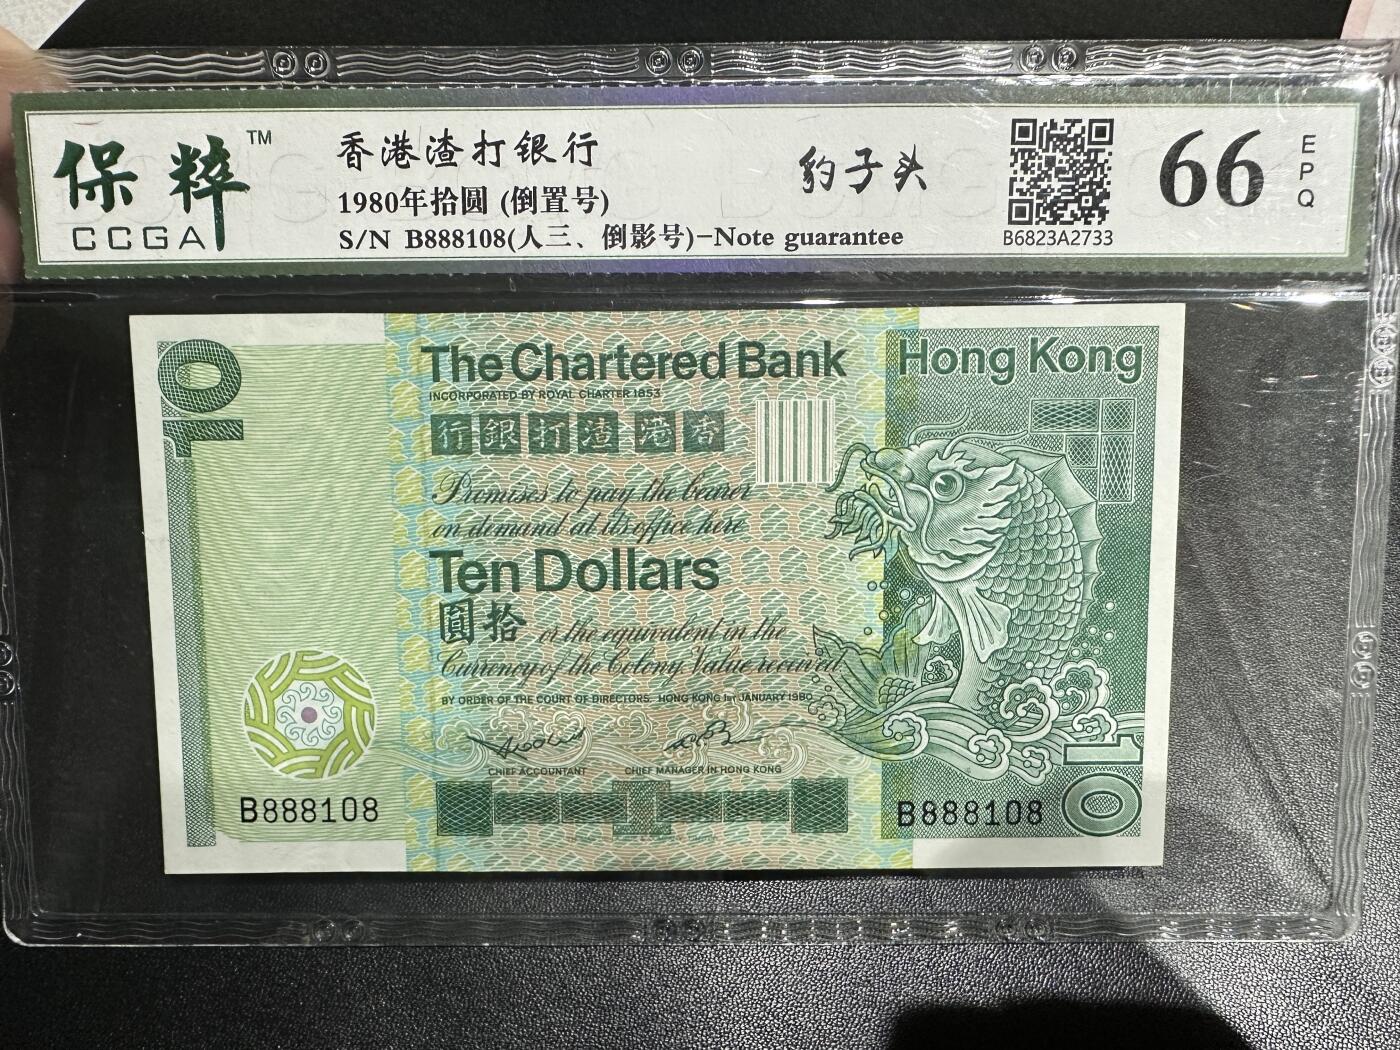 保粹™
CCGA
香港渣打银行
1980年拾圆 (倒置号)
S/N B888108(人三、倒影号)-Note guarantee
豹子头
B6823A2733
66
EPQ
10
The Chartered Bank
Hong Kong
INCORPORATED BY ROYAL CHARTER 1853
行銀打渣港香
Promises to pay the bearer
on demand at its office here
Ten Dollars
圓拾 or the equivalent in the
Currency of the Colony Value received
BY ORDER OF THE COURT OF DIRECTORS. HONG KONG 1ST JANUARY 1980
CHIEF ACCOUNTANT
CHIEF MANAGER IN HONG KONG
B888108
B888108
10